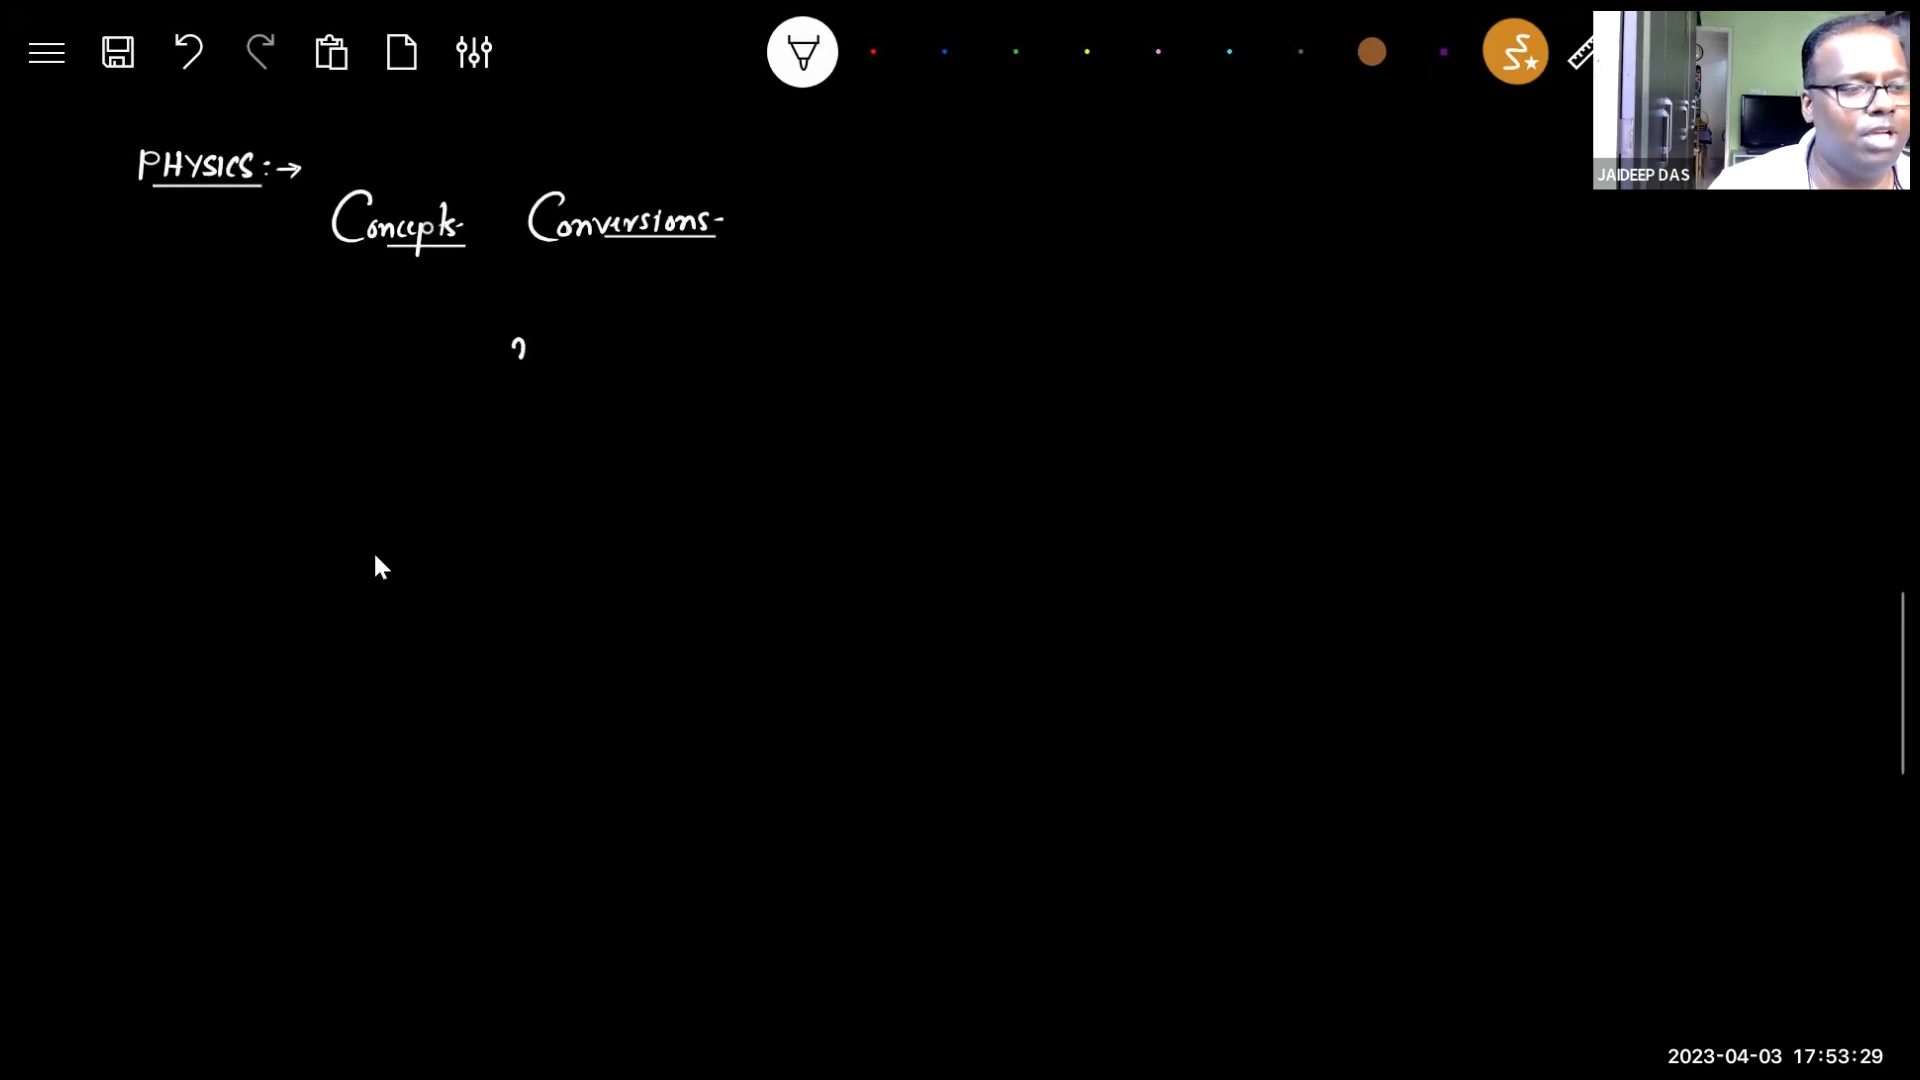 JAIDEEP DAS
PHYSICS :→
Concepts- Conversions-
2023-04-03 17:53:29